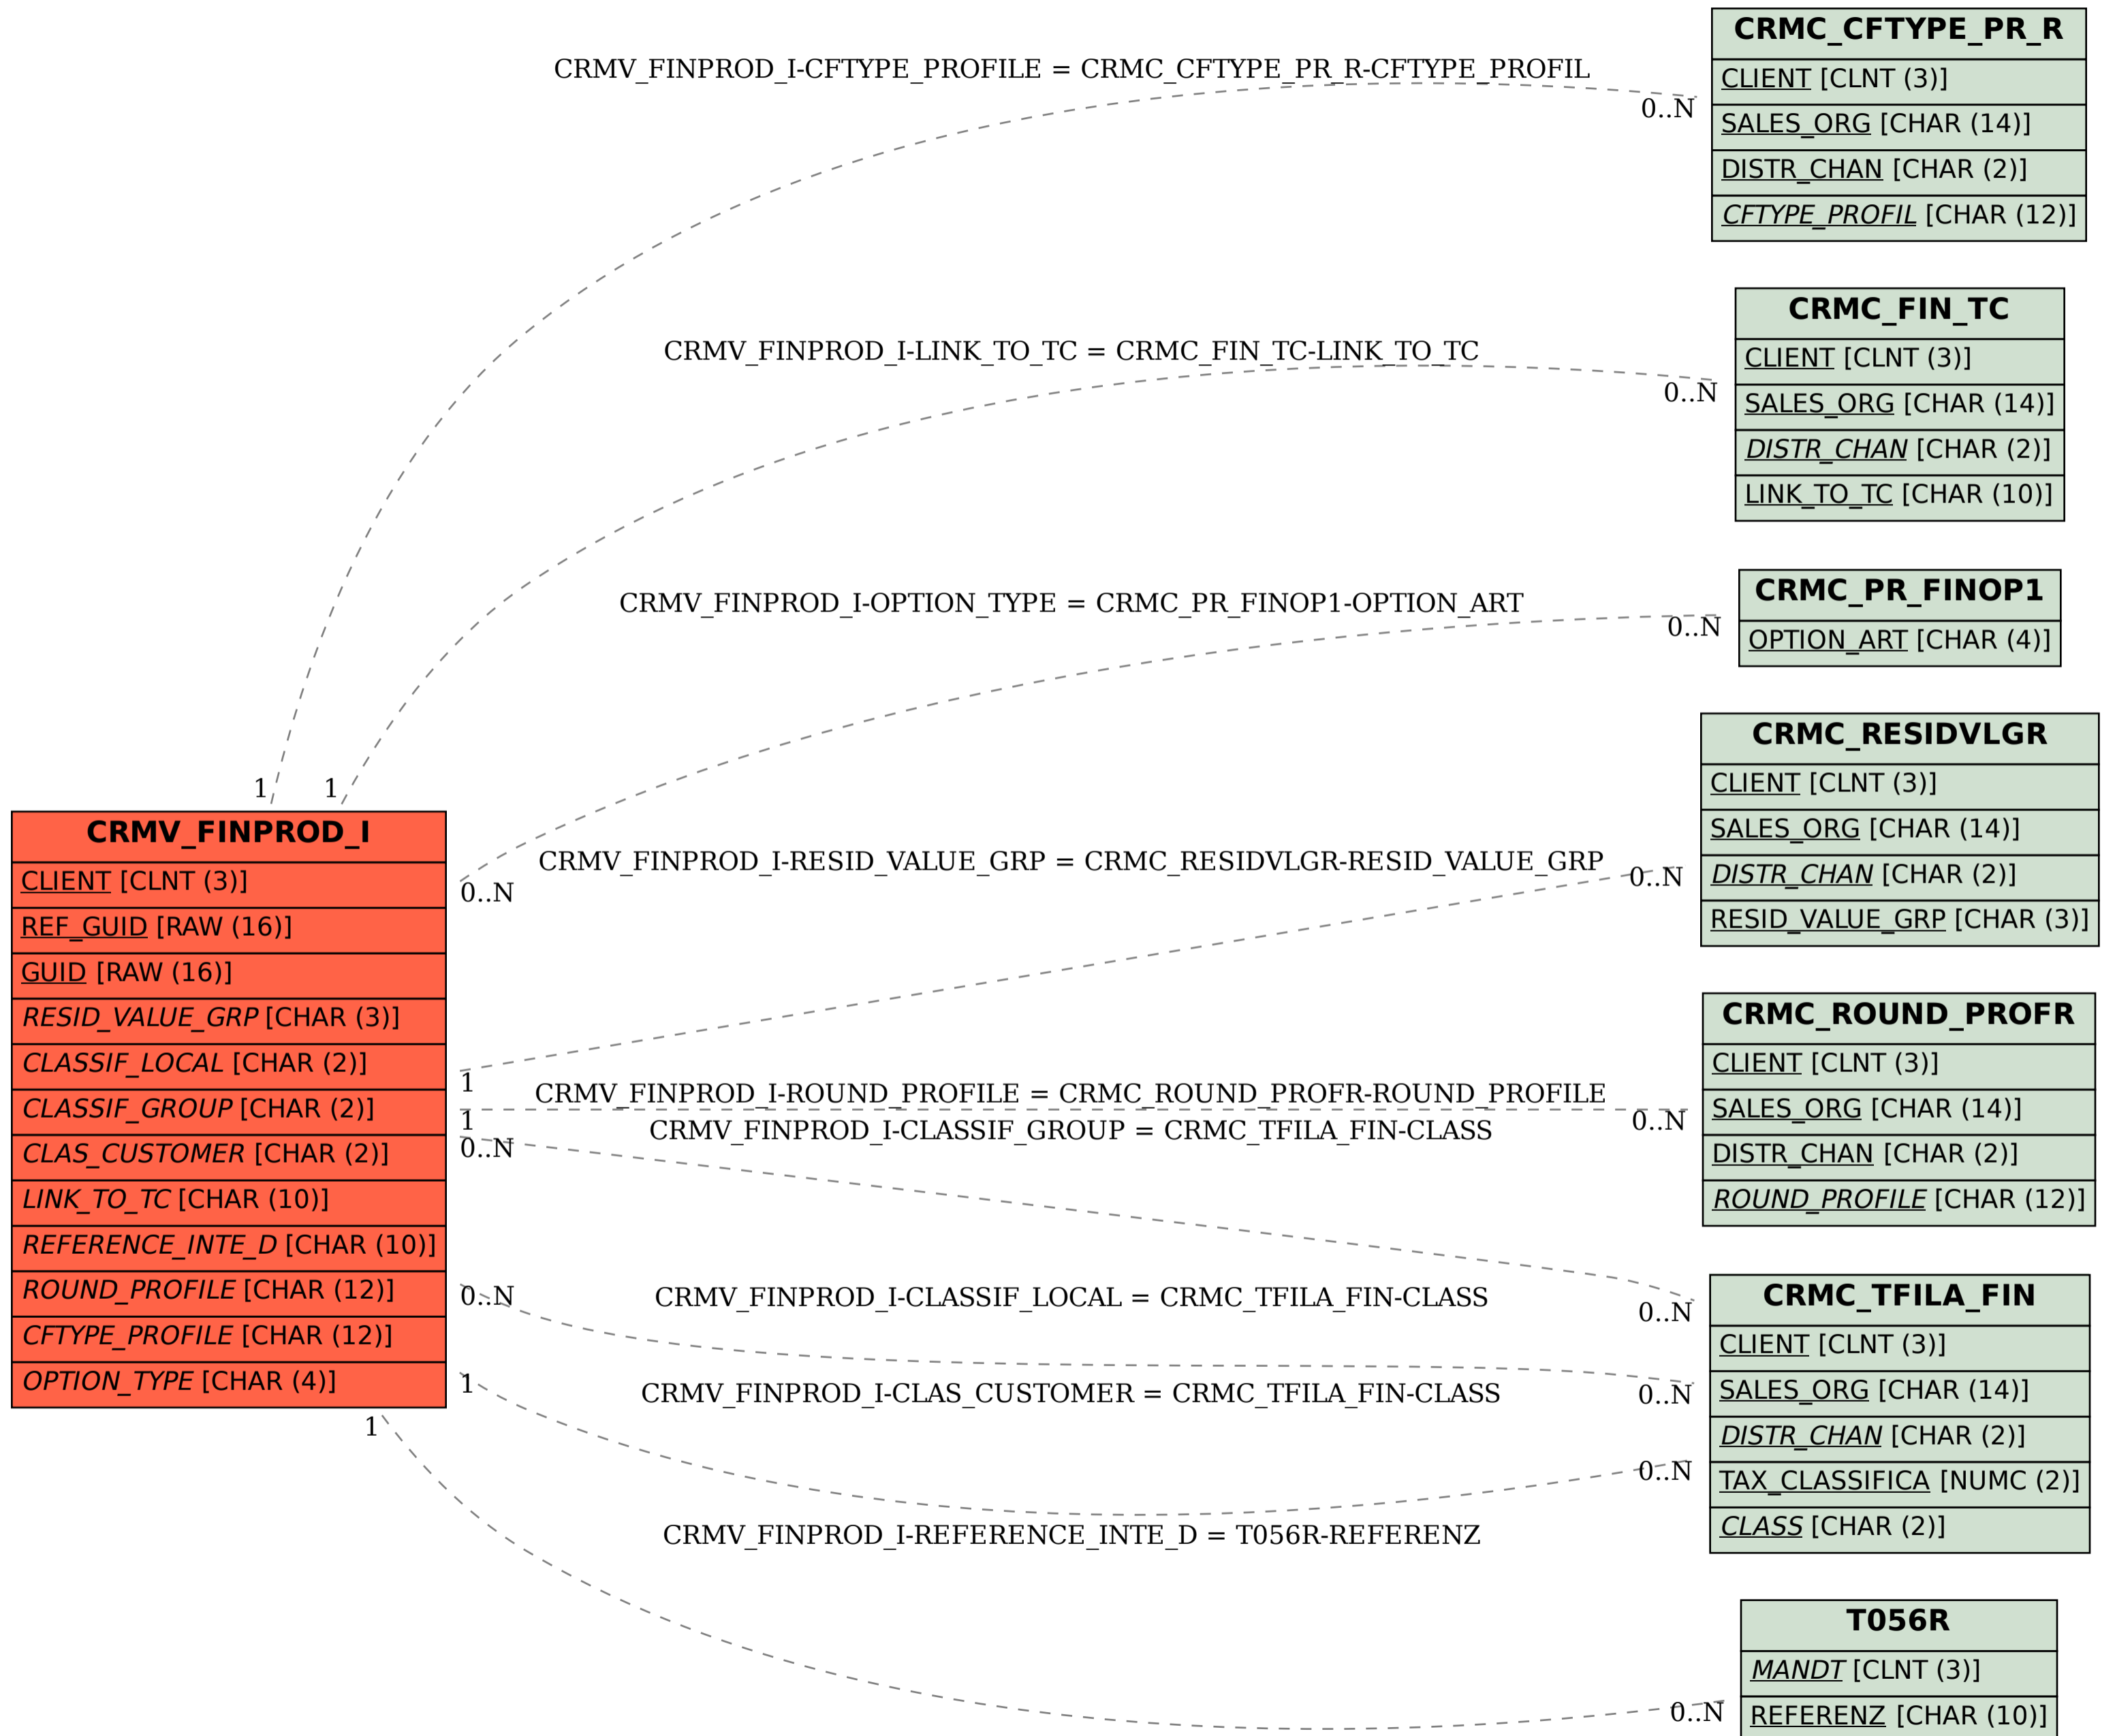 CRMC_CFTYPE_PR_R
CLIENT [CLNT (3)]
SALES_ORG [CHAR (14)]
DISTR_CHAN [CHAR (2)]
CFTYPE_PROFIL [CHAR (12)]
CRMV_FINPROD_I-CFTYPE_PROFILE = CRMC_CFTYPE_PR_R-CFTYPE_PROFIL
0..N
CRMC_FIN_TC
CLIENT [CLNT (3)]
SALES_ORG [CHAR (14)]
DISTR_CHAN [CHAR (2)]
LINK_TO_TC [CHAR (10)]
CRMV_FINPROD_I-LINK_TO_TC = CRMC_FIN_TC-LINK_TO_TC
0..N
CRMC_PR_FINOP1
OPTION_ART [CHAR (4)]
CRMV_FINPROD_I-OPTION_TYPE = CRMC_PR_FINOP1-OPTION_ART
0..N
CRMC_RESIDVLGR
CLIENT [CLNT (3)]
SALES_ORG [CHAR (14)]
DISTR_CHAN [CHAR (2)]
RESID_VALUE_GRP [CHAR (3)]
1
1
CRMV_FINPROD_I
CLIENT [CLNT (3)]
REF_GUID [RAW (16)]
GUID [RAW (16)]
RESID_VALUE_GRP [CHAR (3)]
CLASSIF_LOCAL [CHAR (2)]
CLASSIF_GROUP [CHAR (2)]
CLAS_CUSTOMER [CHAR (2)]
LINK_TO_TC [CHAR (10)]
REFERENCE_INTE_D [CHAR (10)]
ROUND_PROFILE [CHAR (12)]
CFTYPE_PROFILE [CHAR (12)]
OPTION_TYPE [CHAR (4)]
CRMV_FINPROD_I-RESID_VALUE_GRP = CRMC_RESIDVLGR-RESID_VALUE_GRP
0..N
0..N
1
CRMV_FINPROD_I-ROUND_PROFILE = CRMC_ROUND_PROFR-ROUND_PROFILE
1
0..N
CRMC_ROUND_PROFR
CLIENT [CLNT (3)]
SALES_ORG [CHAR (14)]
DISTR_CHAN [CHAR (2)]
ROUND_PROFILE [CHAR (12)]
CRMV_FINPROD_I-CLASSIF_GROUP = CRMC_TFILA_FIN-CLASS
0..N
0..N
CRMV_FINPROD_I-CLASSIF_LOCAL = CRMC_TFILA_FIN-CLASS
0..N
0..N
CRMV_FINPROD_I-CLAS_CUSTOMER = CRMC_TFILA_FIN-CLASS
1
0..N
CRMC_TFILA_FIN
CLIENT [CLNT (3)]
SALES_ORG [CHAR (14)]
DISTR_CHAN [CHAR (2)]
TAX_CLASSIFICA [NUMC (2)]
CLASS [CHAR (2)]
1
CRMV_FINPROD_I-REFERENCE_INTE_D = T056R-REFERENZ
0..N
T056R
MANDT [CLNT (3)]
REFERENZ [CHAR (10)]